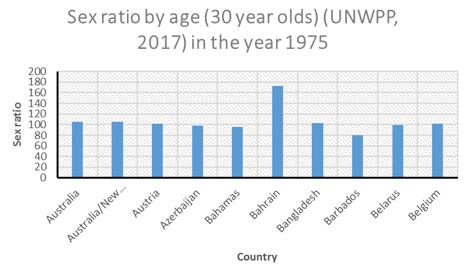 Sex ratio by age (30 year olds) (UNWPP,
2017) in the year 1975
200
180
160
140
120
100
80
60
40
20
0
Sex ratio
Australia
Australia/New...
Austria
Azerbaijan
Bahamas
Bahrain
Bangladesh
Barbados
Belarus
Belgium
Country